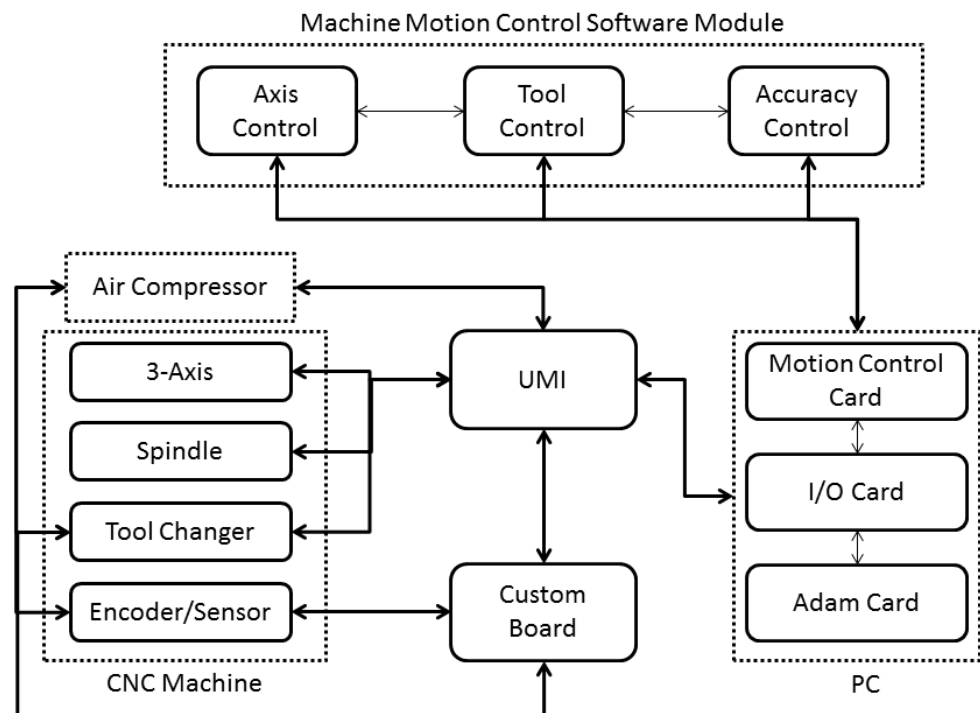 Machine Motion Control Software Module
Axis
Control
Tool
Control
Accuracy
Control
Air Compressor
3-Axis
Spindle
Tool Changer
Encoder/Sensor
CNC Machine
UMI
Custom
Board
Motion Control
Card
I/O Card
Adam Card
PC